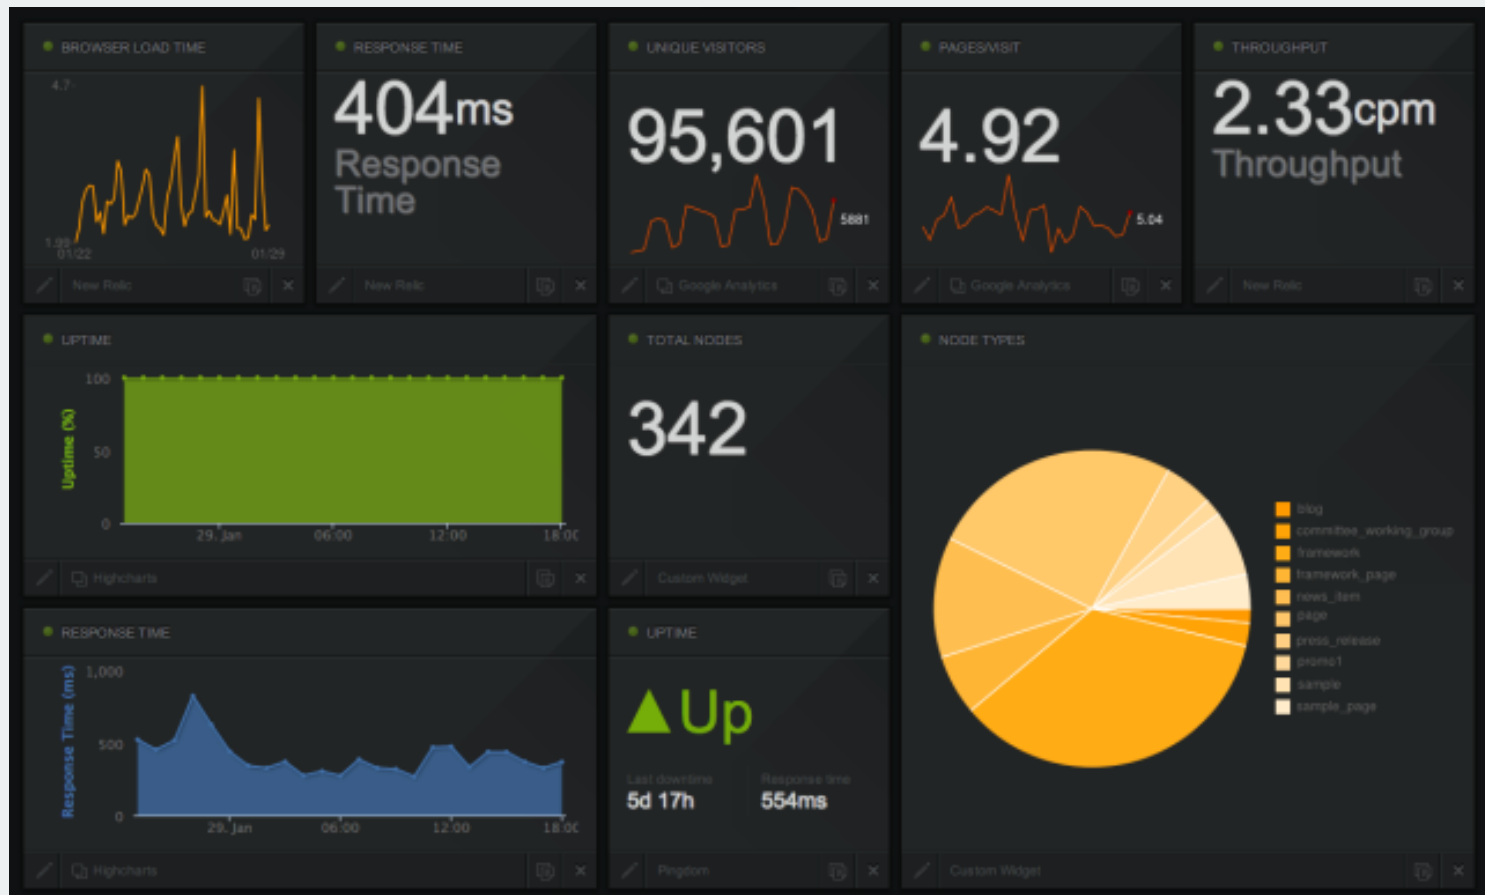 BROWSER LOAD TIME
4.7
1.99
01/22
01/29
New Relic
RESPONSE TIME
404ms
Response
Time
New Relic
UNIQUE VISITORS
95,601
5881
Google Analytics
PAGES/VISIT
4.92
5.04
Google Analytics
THROUGHPUT
2.33cpm
Throughput
New Relic
UPTIME
Uptime (%)
100
50
0
29. Jan
06:00
12:00
18:00
Highcharts
TOTAL NODES
342
Custom Widget
NODE TYPES
blog
committee_working_group
framework
framework_page
news_item
page
press_release
promo1
sample
sample_page
Custom Widget
RESPONSE TIME
Response Time (ms)
1,000
500
0
29. Jan
06:00
12:00
18:00
Highcharts
UPTIME
▲Up
Last downtime
5d 17h
Response time
554ms
Pingdom